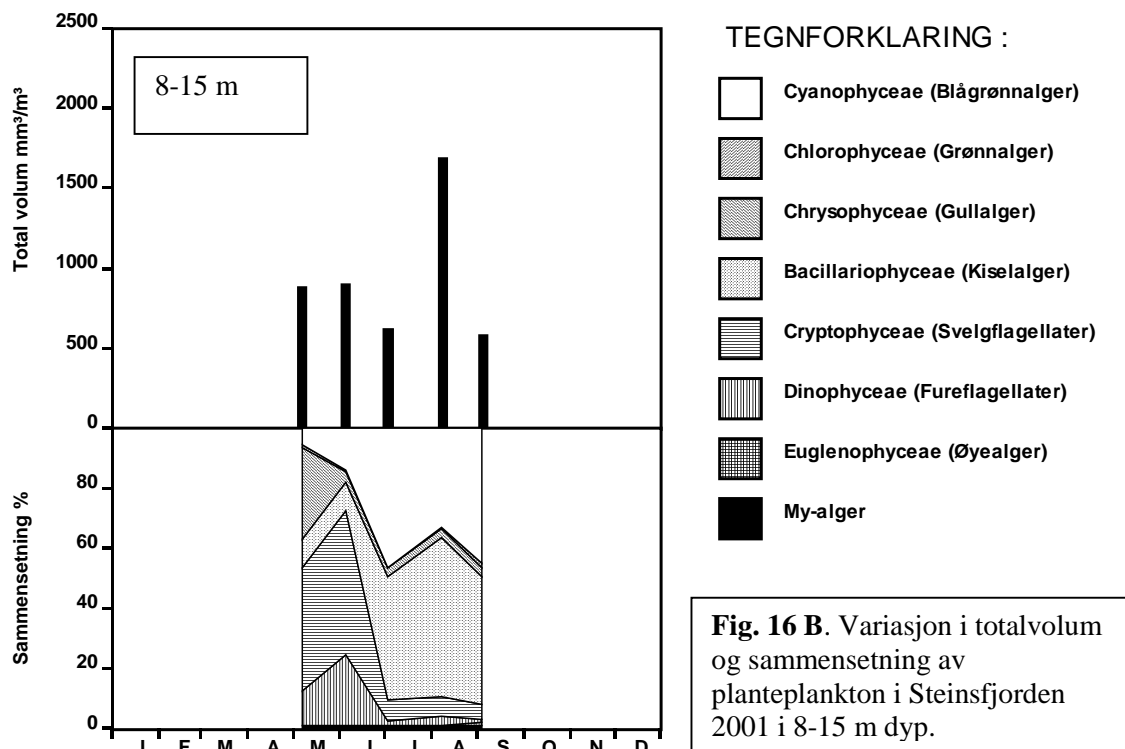 2500
2000
1500
1000
500
0
Total volum mm³/m³
8-15 m
80
60
40
20
0
Sammensetning %
J F M A M J J A S O N D
TEGNFORKLARING :
Cyanophyceae (Blågrønnalger)
Chlorophyceae (Grønnalger)
Chrysophyceae (Gullalger)
Bacillariophyceae (Kiselalger)
Cryptophyceae (Svelgflagellater)
Dinophyceae (Fureflagellater)
Euglenophyceae (Øyealger)
My-alger
Fig. 16 B. Variasjon i totalvolum
og sammensetning av
planteplankton i Steinsfjorden
2001 i 8-15 m dyp.